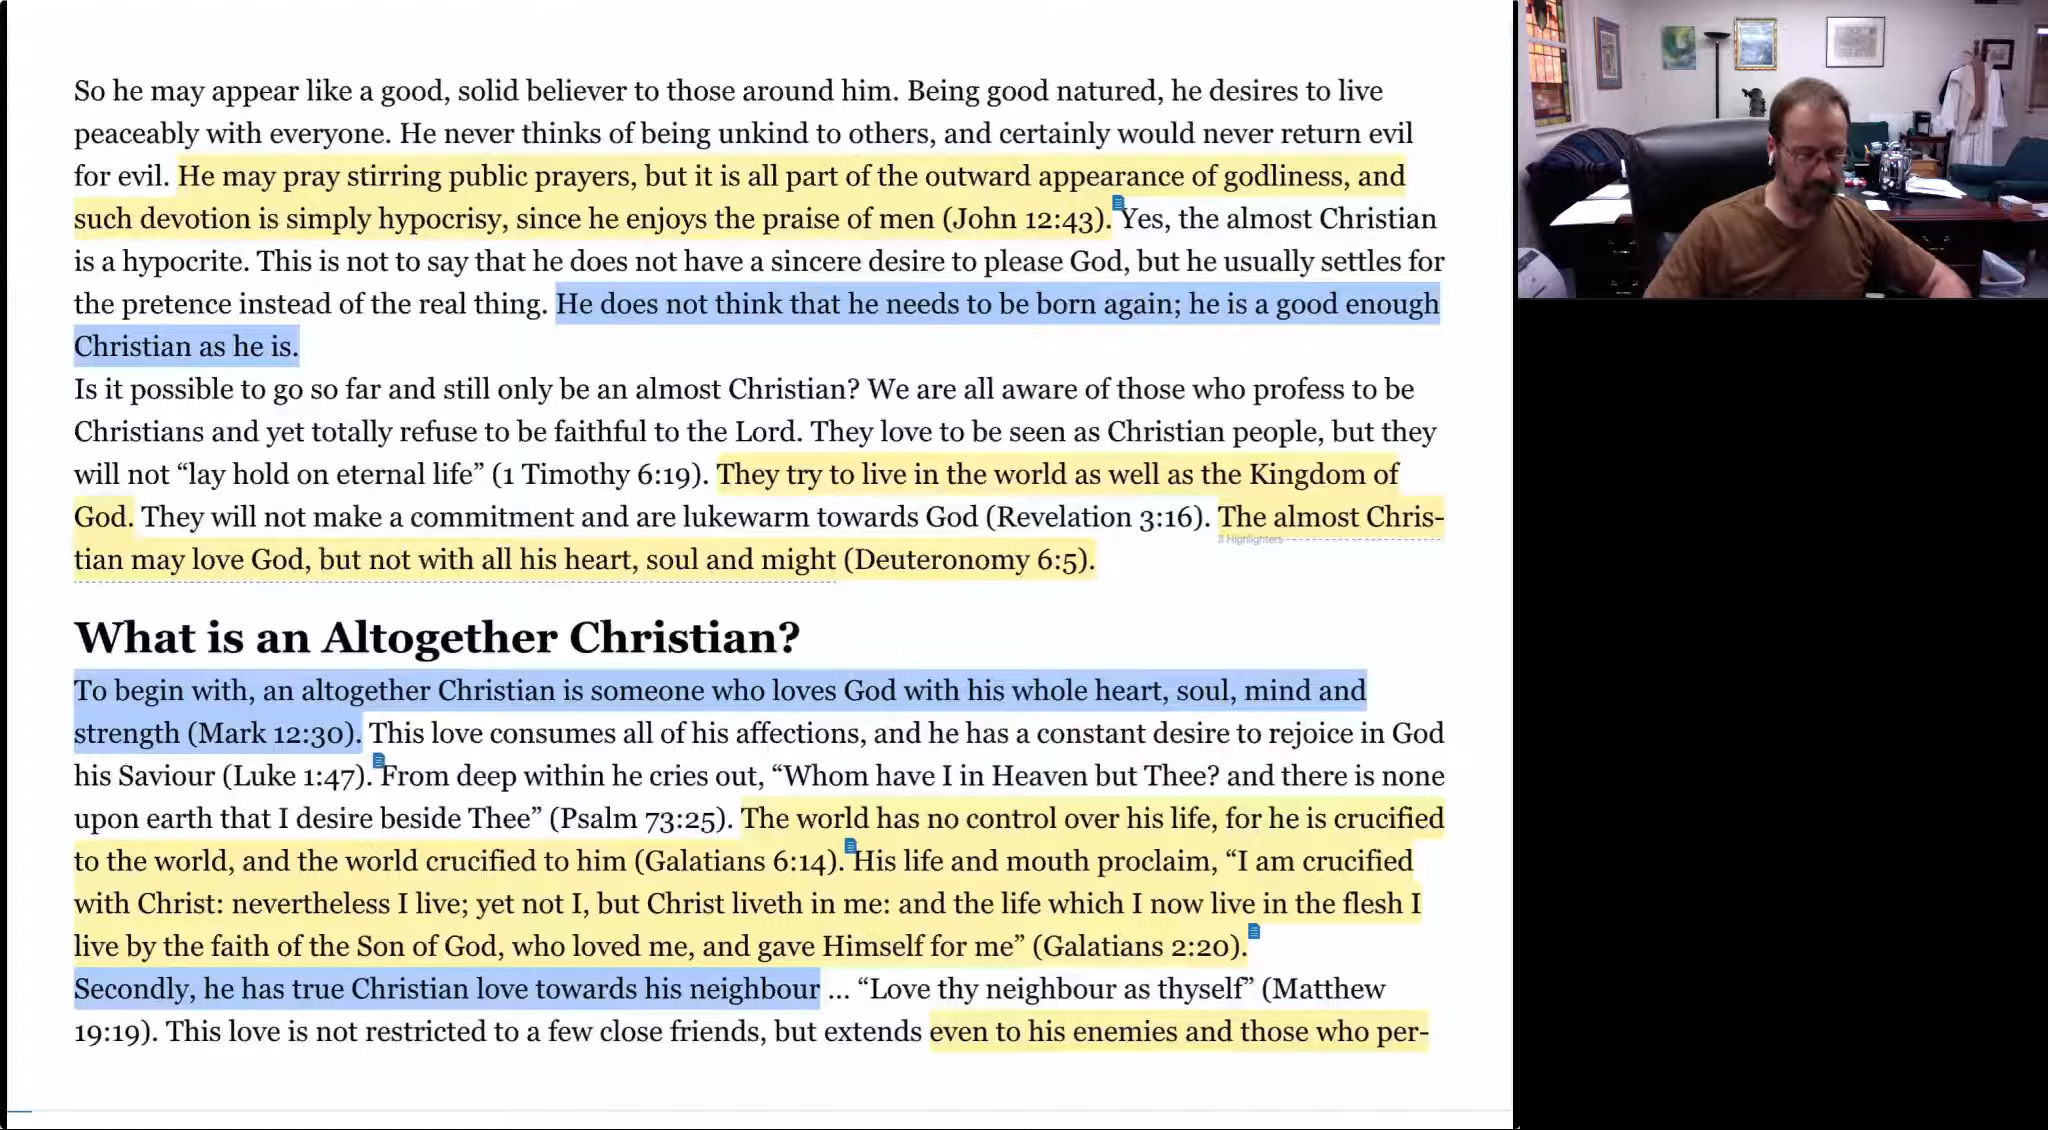 So he may appear like a good, solid believer to those around him. Being good natured, he desires to live
peaceably with everyone. He never thinks of being unkind to others, and certainly would never return evil
for evil. He may pray stirring public prayers, but it is all part of the outward appearance of godliness, and
such devotion is simply hypocrisy, since he enjoys the praise of men (John 12:43). Yes, the almost Christian
is a hypocrite. This is not to say that he does not have a sincere desire to please God, but he usually settles for
the pretence instead of the real thing. He does not think that he needs to be born again; he is a good enough
Christian as he is.
Is it possible to go so far and still only be an almost Christian? We are all aware of those who profess to be
Christians and yet totally refuse to be faithful to the Lord. They love to be seen as Christian people, but they
will not “lay hold on eternal life” (1 Timothy 6:19). They try to live in the world as well as the Kingdom of
God. They will not make a commitment and are lukewarm towards God (Revelation 3:16). The almost Chris-
3 Highlighters
tian may love God, but not with all his heart, soul and might (Deuteronomy 6:5).
What is an Altogether Christian?
To begin with, an altogether Christian is someone who loves God with his whole heart, soul, mind and
strength (Mark 12:30). This love consumes all of his affections, and he has a constant desire to rejoice in God
his Saviour (Luke 1:47). From deep within he cries out, “Whom have I in Heaven but Thee? and there is none
upon earth that I desire beside Thee” (Psalm 73:25). The world has no control over his life, for he is crucified
to the world, and the world crucified to him (Galatians 6:14). His life and mouth proclaim, “I am crucified
with Christ: nevertheless I live; yet not I, but Christ liveth in me: and the life which I now live in the flesh I
live by the faith of the Son of God, who loved me, and gave Himself for me” (Galatians 2:20).
Secondly, he has true Christian love towards his neighbour ... “Love thy neighbour as thyself” (Matthew
19:19). This love is not restricted to a few close friends, but extends even to his enemies and those who per-